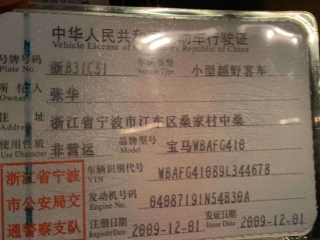 中华人民共和国机动车行驶证
Vehicle License of the People's Republic of China
号牌号码 浙B31C51 车辆类型 小型越野客车
Plate No. Vehicle Type
所有人 张华
Owner
住址 浙江省宁波市江东区桑家村中桑
Address
使用性质 非营运 品牌型号 宝马WBAFG410
Use Character Model
浙江省宁波 车辆识别代号 WBAFG41089L344678
VIN
市公安局交 发动机号码 04087191N54B30A
Engine No.
通警察支队 注册日期 2009-12-01 发证日期 2009-12-01
Register Date Issue Date